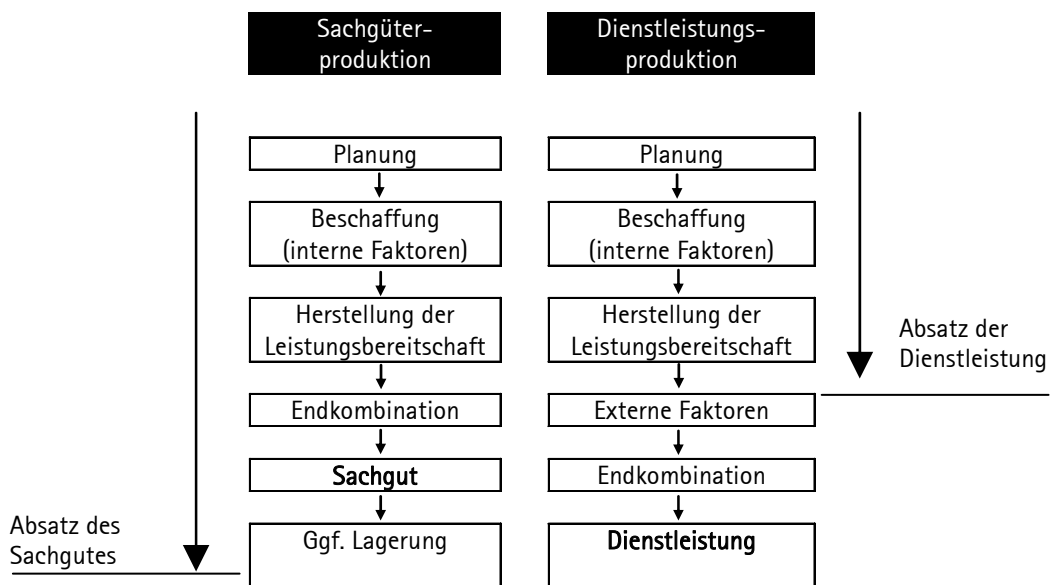 Sachgüter-
produktion
Dienstleistungs-
produktion
Planung
Beschaffung
(interne Faktoren)
Herstellung der
Leistungsbereitschaft
Endkombination
Sachgut
Ggf. Lagerung
Planung
Beschaffung
(interne Faktoren)
Herstellung der
Leistungsbereitschaft
Externe Faktoren
Endkombination
Dienstleistung
Absatz der
Dienstleistung
Absatz des
Sachgutes